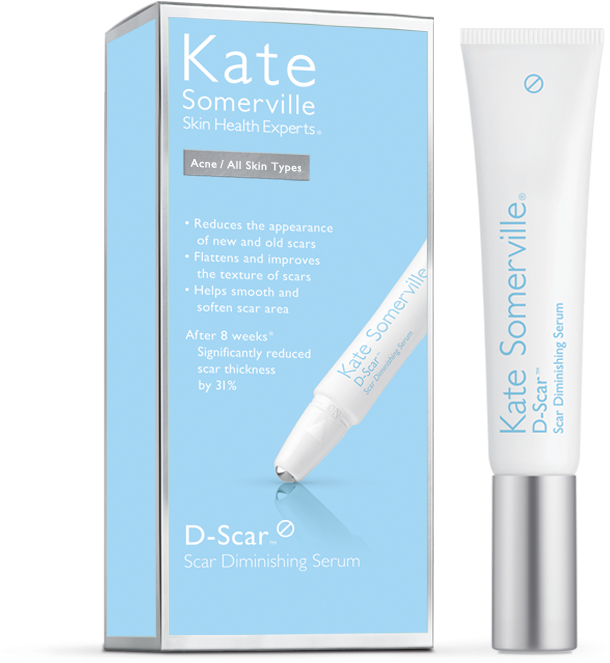 Kate
Somerville
Skin Health Experts®
Acne / All Skin Types
• Reduces the appearance
of new and old scars
• Flattens and improves
the texture of scars
• Helps smooth and
soften scar area
After 8 weeks*
Significantly reduced
scar thickness
by 31%
Kate Somerville
D-Scar™
Scar Diminishing Serum
D-Scar™
Scar Diminishing Serum
Kate Somerville®
D-Scar™
Scar Diminishing Serum